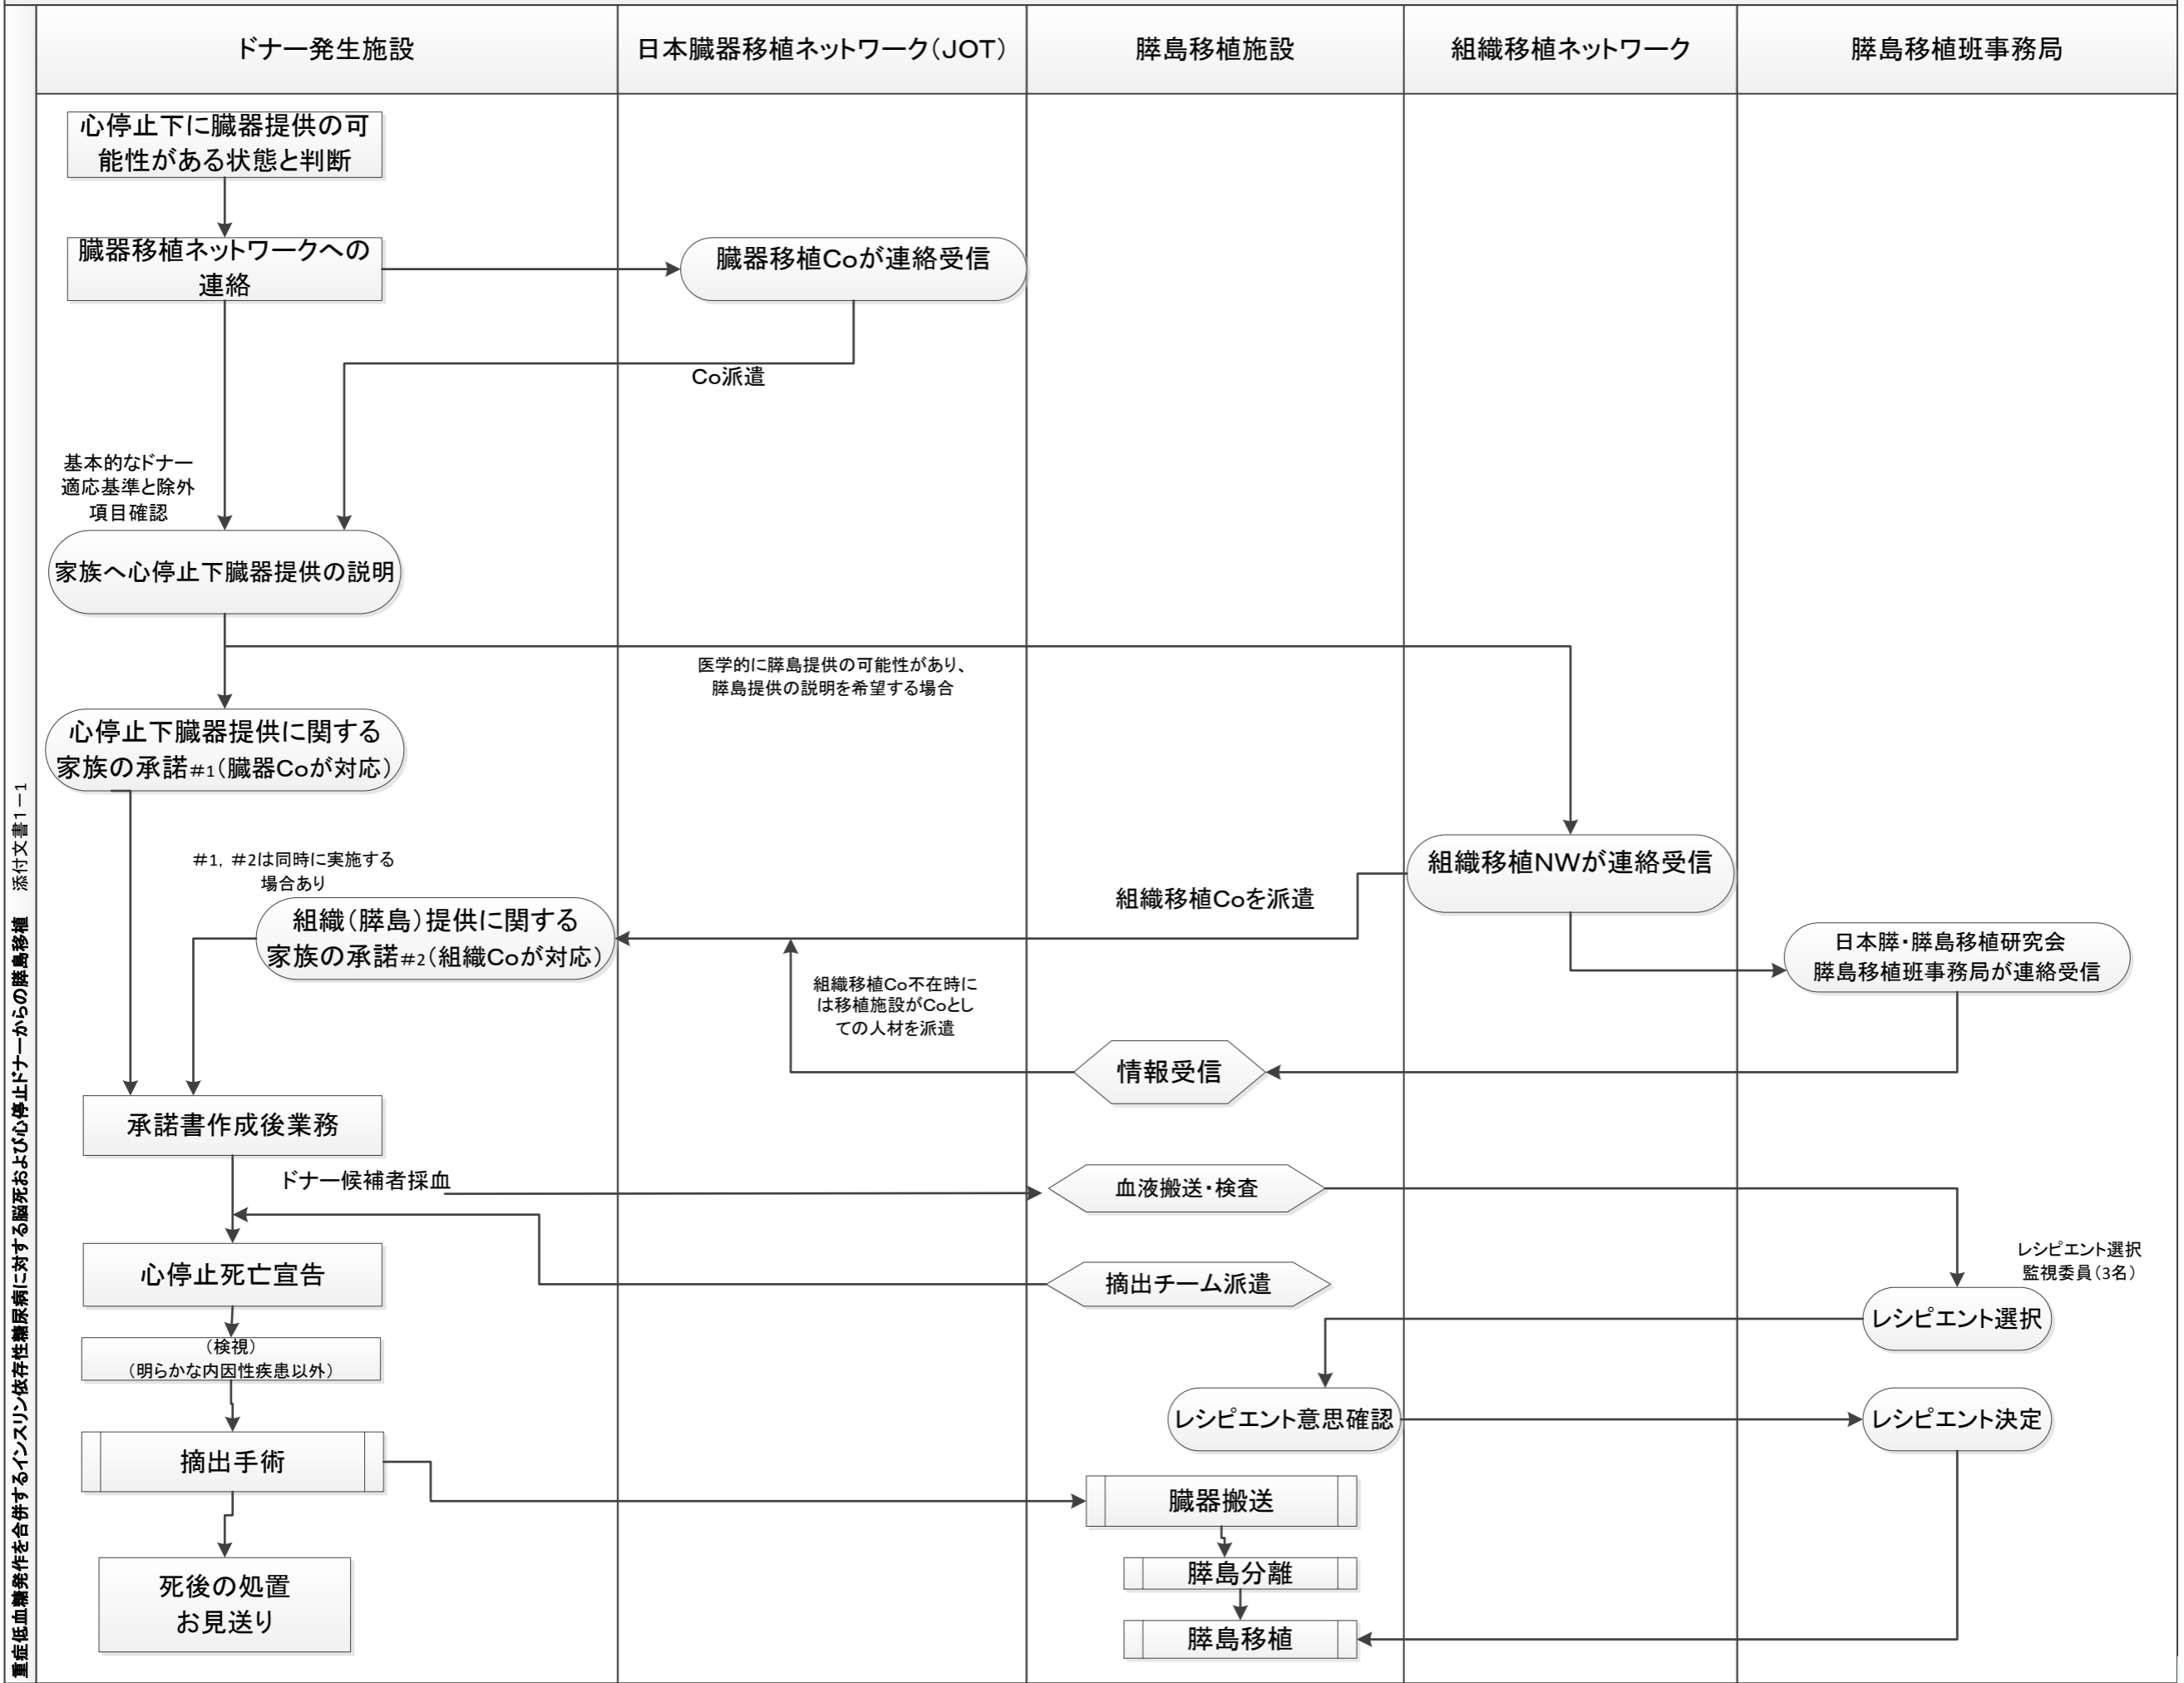 ドナー発生施設
日本臓器移植ネットワーク(JOT)
膵島移植施設
組織移植ネットワーク
膵島移植班事務局
心停止下に臓器提供の可
能性がある状態と判断
臓器移植ネットワークへの
連絡
臓器移植Coが連絡受信
Co派遣
基本的なドナー
適応基準と除外
項目確認
家族へ心停止下臓器提供の説明
医学的に膵島提供の可能性があり、
膵島提供の説明を希望する場合
心停止下臓器提供に関する
家族の承諾#1(臓器Coが対応)
組織移植NWが連絡受信
#1, #2は同時に実施する
場合あり
組織移植Coを派遣
組織(膵島)提供に関する
家族の承諾#2(組織Coが対応)
日本膵・膵島移植研究会
膵島移植班事務局が連絡受信
組織移植Co不在時に
は移植施設がCoとし
ての人材を派遣
情報受信
承諾書作成後業務
ドナー候補者採血
血液搬送・検査
心停止死亡宣告
摘出チーム派遣
レシピエント選択
監視委員(3名)
レシピエント選択
(検視)
(明らかな内因性疾患以外)
レシピエント意思確認
レシピエント決定
摘出手術
臓器搬送
膵島分離
死後の処置
お見送り
膵島移植
重症低血糖発作を合併するインスリン依存性糖尿病に対する脳死および心停止ドナーからの膵島移植 添付文書1-1